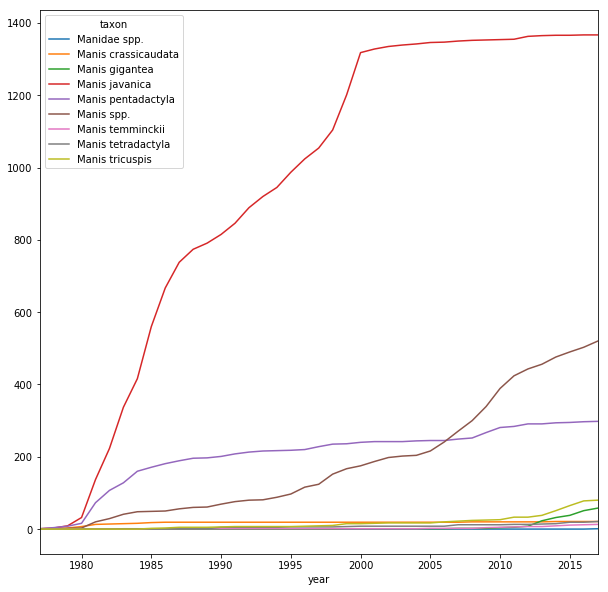 1400
1200
1000
800
600
400
200
0
taxon
Manidae spp.
Manis crassicaudata
Manis gigantea
Manis javanica
Manis pentadactyla
Manis spp.
Manis temminckii
Manis tetradactyla
Manis tricuspis
1980 1985 1990 1995 2000 2005 2010 2015
year